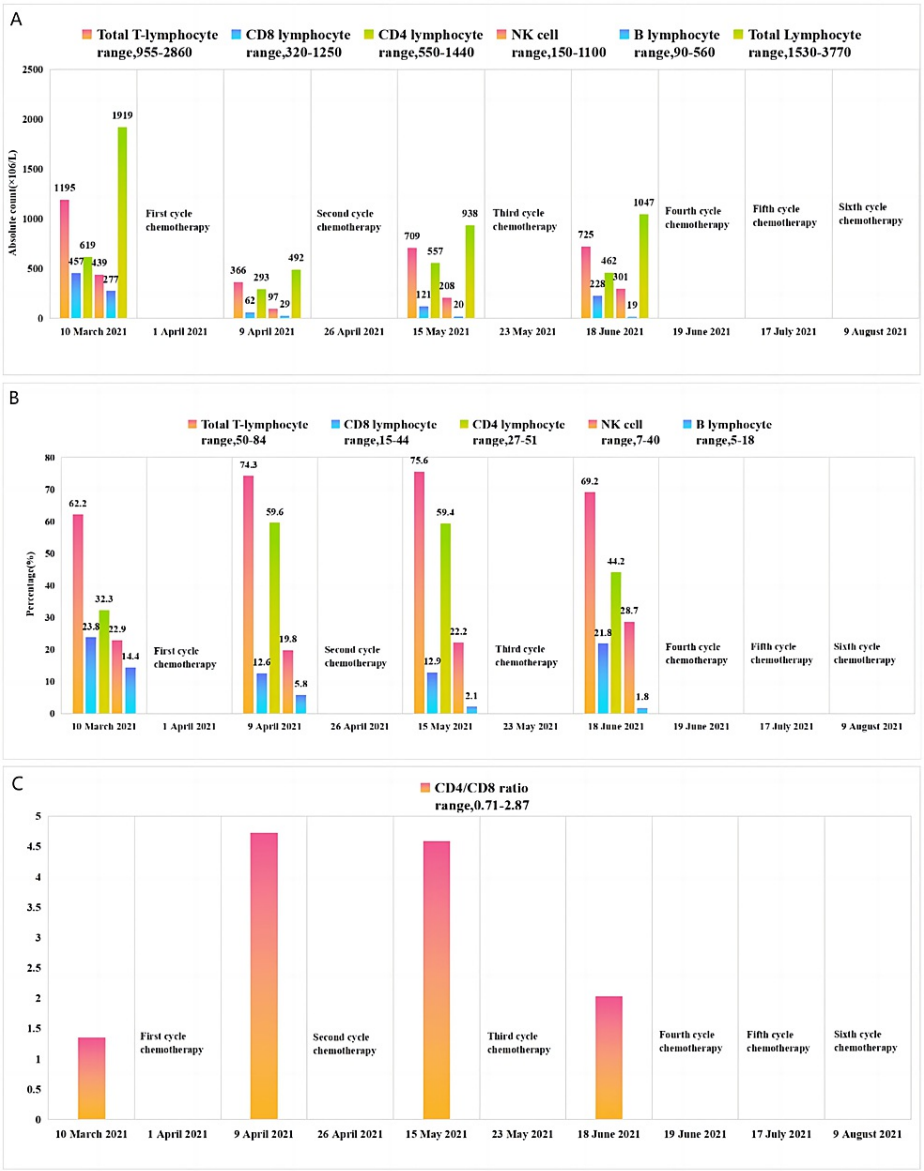 A
Total T-lymphocyte CD8 lymphocyte CD4 lymphocyte NK cell B lymphocyte Total Lymphocyte
range,955-2860 range,320-1250 range,550-1440 range,150-1100 range,90-560 range,1530-3770
Absolute count(×106/L)
2500
2000
1500
1000
500
0
1195 457 619 439 277 1919
First cycle
chemotherapy
366 62 293 97 29 492
Second cycle
chemotherapy
709 121 557 208 20 938
Third cycle
chemotherapy
725 228 462 301 19 1047
Fourth cycle
chemotherapy
Fifth cycle
chemotherapy
Sixth cycle
chemotherapy
10 March 2021 1 April 2021 9 April 2021 26 April 2021 15 May 2021 23 May 2021 18 June 2021 19 June 2021 17 July 2021 9 August 2021
B
Total T-lymphocyte CD8 lymphocyte CD4 lymphocyte NK cell B lymphocyte
range,50-84 range,15-44 range,27-51 range,7-40 range,5-18
Percentage(%)
80
70
60
50
40
30
20
10
0
62.2 23.8 32.3 22.9 14.4
First cycle
chemotherapy
74.3 12.6 59.6 19.8 5.8
Second cycle
chemotherapy
75.6 12.9 59.4 22.2 2.1
Third cycle
chemotherapy
69.2 21.8 44.2 28.7 1.8
Fourth cycle
chemotherapy
Fifth cycle
chemotherapy
Sixth cycle
chemotherapy
10 March 2021 1 April 2021 9 April 2021 26 April 2021 15 May 2021 23 May 2021 18 June 2021 19 June 2021 17 July 2021 9 August 2021
C
CD4/CD8 ratio
range,0.71-2.87
5
4.5
4
3.5
3
2.5
2
1.5
1
0.5
0
First cycle
chemotherapy
Second cycle
chemotherapy
Third cycle
chemotherapy
Fourth cycle
chemotherapy
Fifth cycle
chemotherapy
Sixth cycle
chemotherapy
10 March 2021 1 April 2021 9 April 2021 26 April 2021 15 May 2021 23 May 2021 18 June 2021 19 June 2021 17 July 2021 9 August 2021